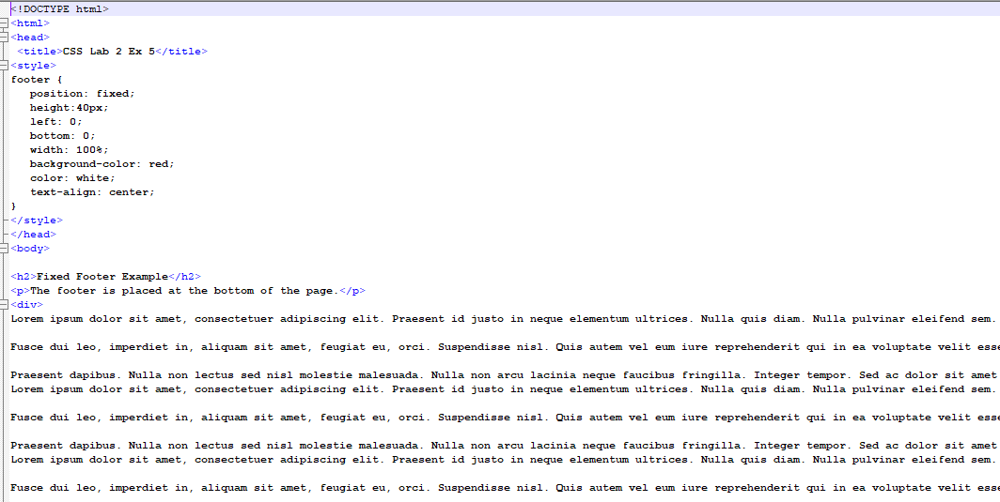 <!DOCTYPE html>
<html>
<head>
<title>CSS Lab 2 Ex 5</title>
<style>
footer {
position: fixed;
height:40px;
left: 0;
bottom: 0;
width: 100%;
background-color: red;
color: white;
text-align: center;
}
</style>
</head>
<body>
<h2>Fixed Footer Example</h2>
<p>The footer is placed at the bottom of the page.</p>
<div>
Lorem ipsum dolor sit amet, consectetuer adipiscing elit. Praesent id justo in neque elementum ultrices. Nulla quis diam. Nulla pulvinar eleifend sem.
Fusce dui leo, imperdiet in, aliquam sit amet, feugiat eu, orci. Suspendisse nisl. Quis autem vel eum iure reprehenderit qui in ea voluptate velit esse
Praesent dapibus. Nulla non lectus sed nisl molestie malesuada. Nulla non arcu lacinia neque faucibus fringilla. Integer tempor. Sed ac dolor sit amet
Lorem ipsum dolor sit amet, consectetuer adipiscing elit. Praesent id justo in neque elementum ultrices. Nulla quis diam. Nulla pulvinar eleifend sem.
Fusce dui leo, imperdiet in, aliquam sit amet, feugiat eu, orci. Suspendisse nisl. Quis autem vel eum iure reprehenderit qui in ea voluptate velit esse
Praesent dapibus. Nulla non lectus sed nisl molestie malesuada. Nulla non arcu lacinia neque faucibus fringilla. Integer tempor. Sed ac dolor sit amet
Lorem ipsum dolor sit amet, consectetuer adipiscing elit. Praesent id justo in neque elementum ultrices. Nulla quis diam. Nulla pulvinar eleifend sem.
Fusce dui leo, imperdiet in, aliquam sit amet, feugiat eu, orci. Suspendisse nisl. Quis autem vel eum iure reprehenderit qui in ea voluptate velit esse